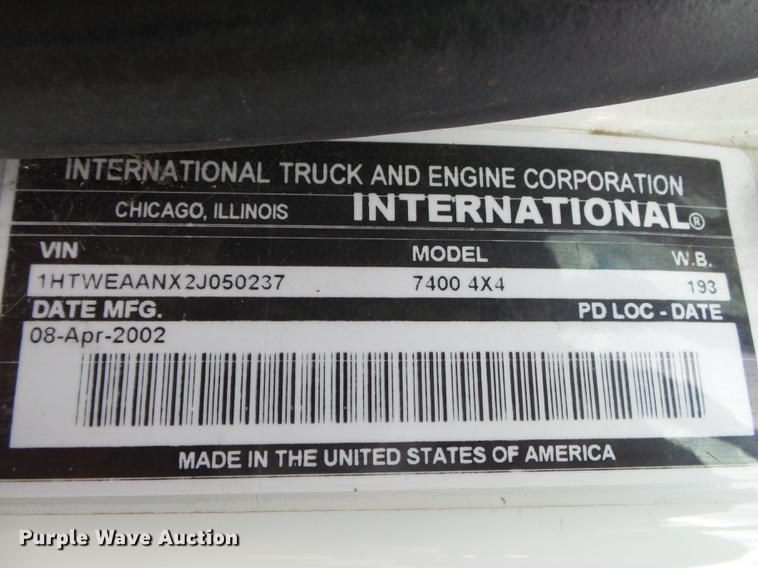 INTERNATIONAL TRUCK AND ENGINE CORPORATION
CHICAGO, ILLINOIS INTERNATIONAL®
VIN MODEL W.B.
1HTWEAANX2J050237 7400 4X4 193
DATE MFG. PD LOC - DATE
08-Apr-2002
MADE IN THE UNITED STATES OF AMERICA
Purple Wave Auction